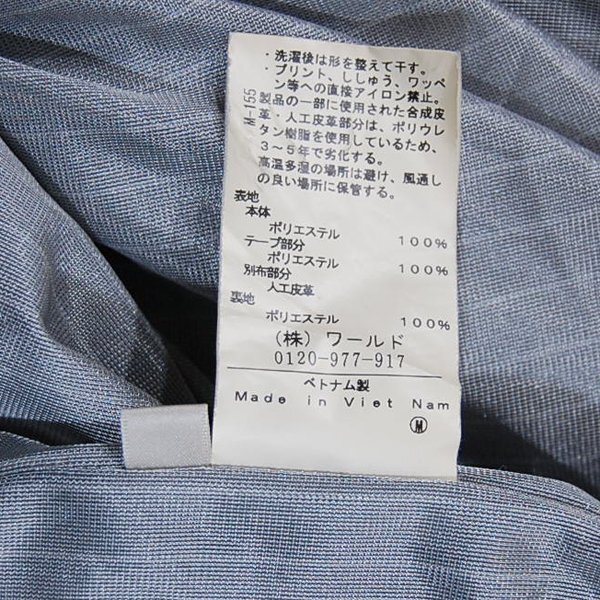 ・洗濯後は形を整えて干す。
・プリント、ししゅう、ワッペ
ン等への直接アイロン禁止。
製品の一部に使用された合成皮
革・人工皮革部分は、ポリウレ
タン樹脂を使用しているため、
3～5年で劣化する。
高温多湿の場所は避け、風通し
の良い場所に保管する。
M-155
表地
本体
ポリエステル 100%
テープ部分
ポリエステル 100%
別布部分
人工皮革
裏地
ポリエステル 100%
(株) ワールド
0120-977-917
ベトナム製
Made in Viet Nam
M